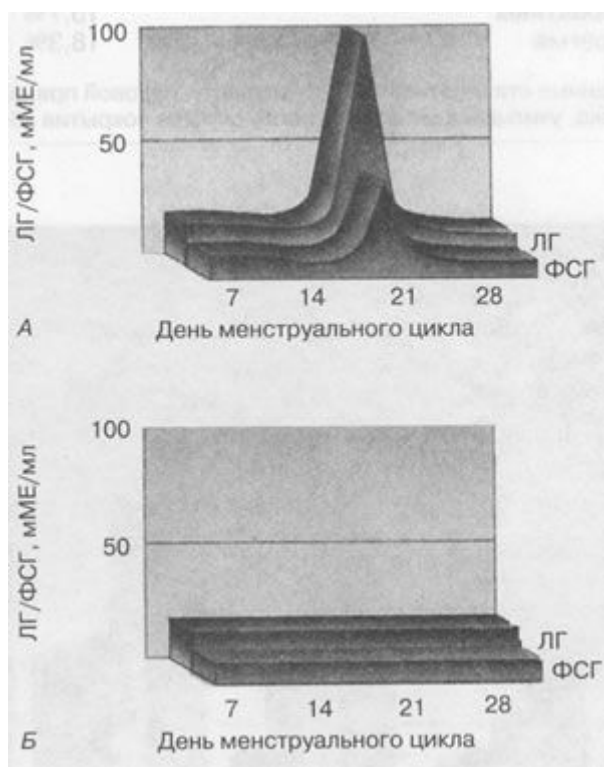 100
50
ЛГ/ФСГ, мМЕ/мл
ЛГ
ФСГ
7 14 21 28
А День менструального цикла
100
50
ЛГ/ФСГ, мМЕ/мл
ЛГ
ФСГ
7 14 21 28
Б День менструального цикла